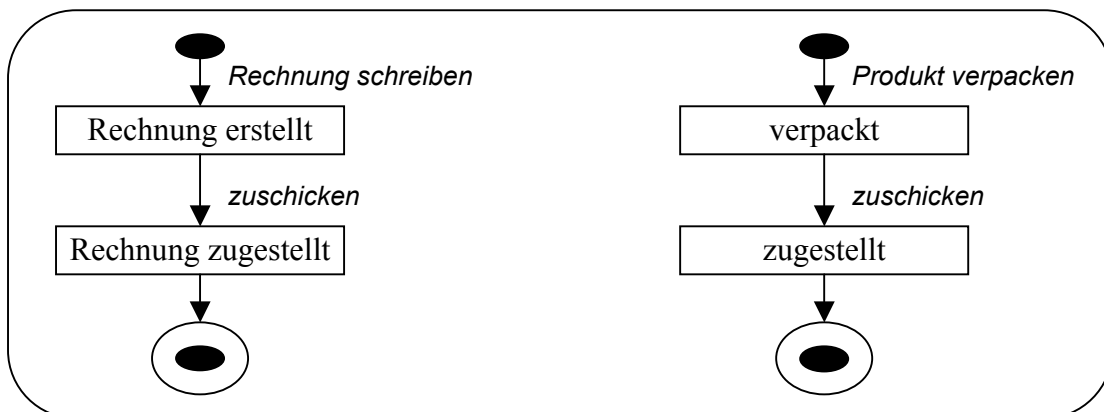 Rechnung schreiben
Rechnung erstellt
zuschicken
Rechnung zugestellt
Produkt verpacken
verpackt
zuschicken
zugestellt